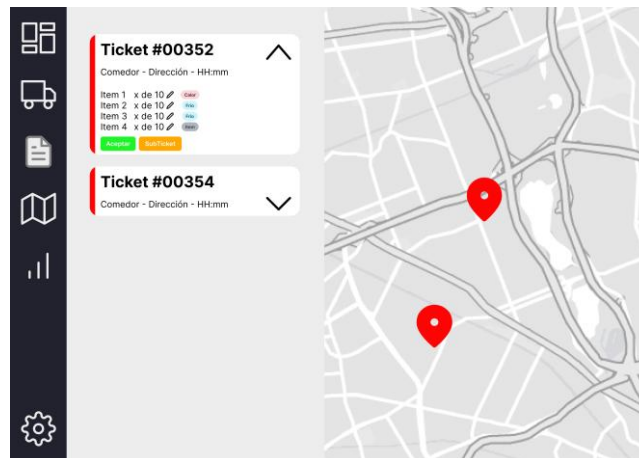 Ticket #00352
Comedor - Dirección - HH:mm
Item 1 x de 10 Calor
Item 2 x de 10 Frio
Item 3 x de 10 Frio
Item 4 x de 10
Aceptar SubTicket
Ticket #00354
Comedor - Dirección - HH:mm